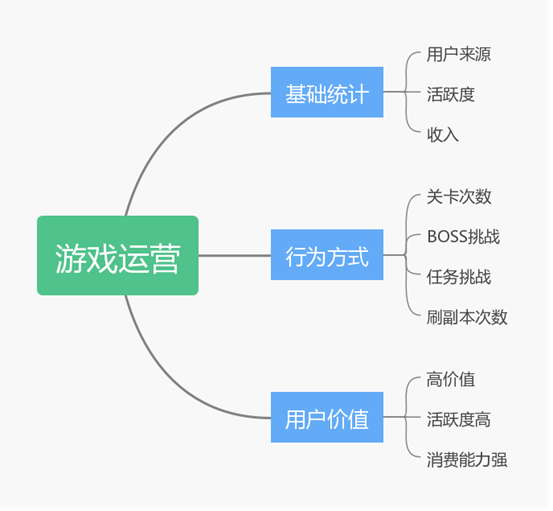 游戏运营
基础统计
用户来源
活跃度
收入
行为方式
关卡次数
BOSS挑战
任务挑战
刷副本次数
用户价值
高价值
活跃度高
消费能力强